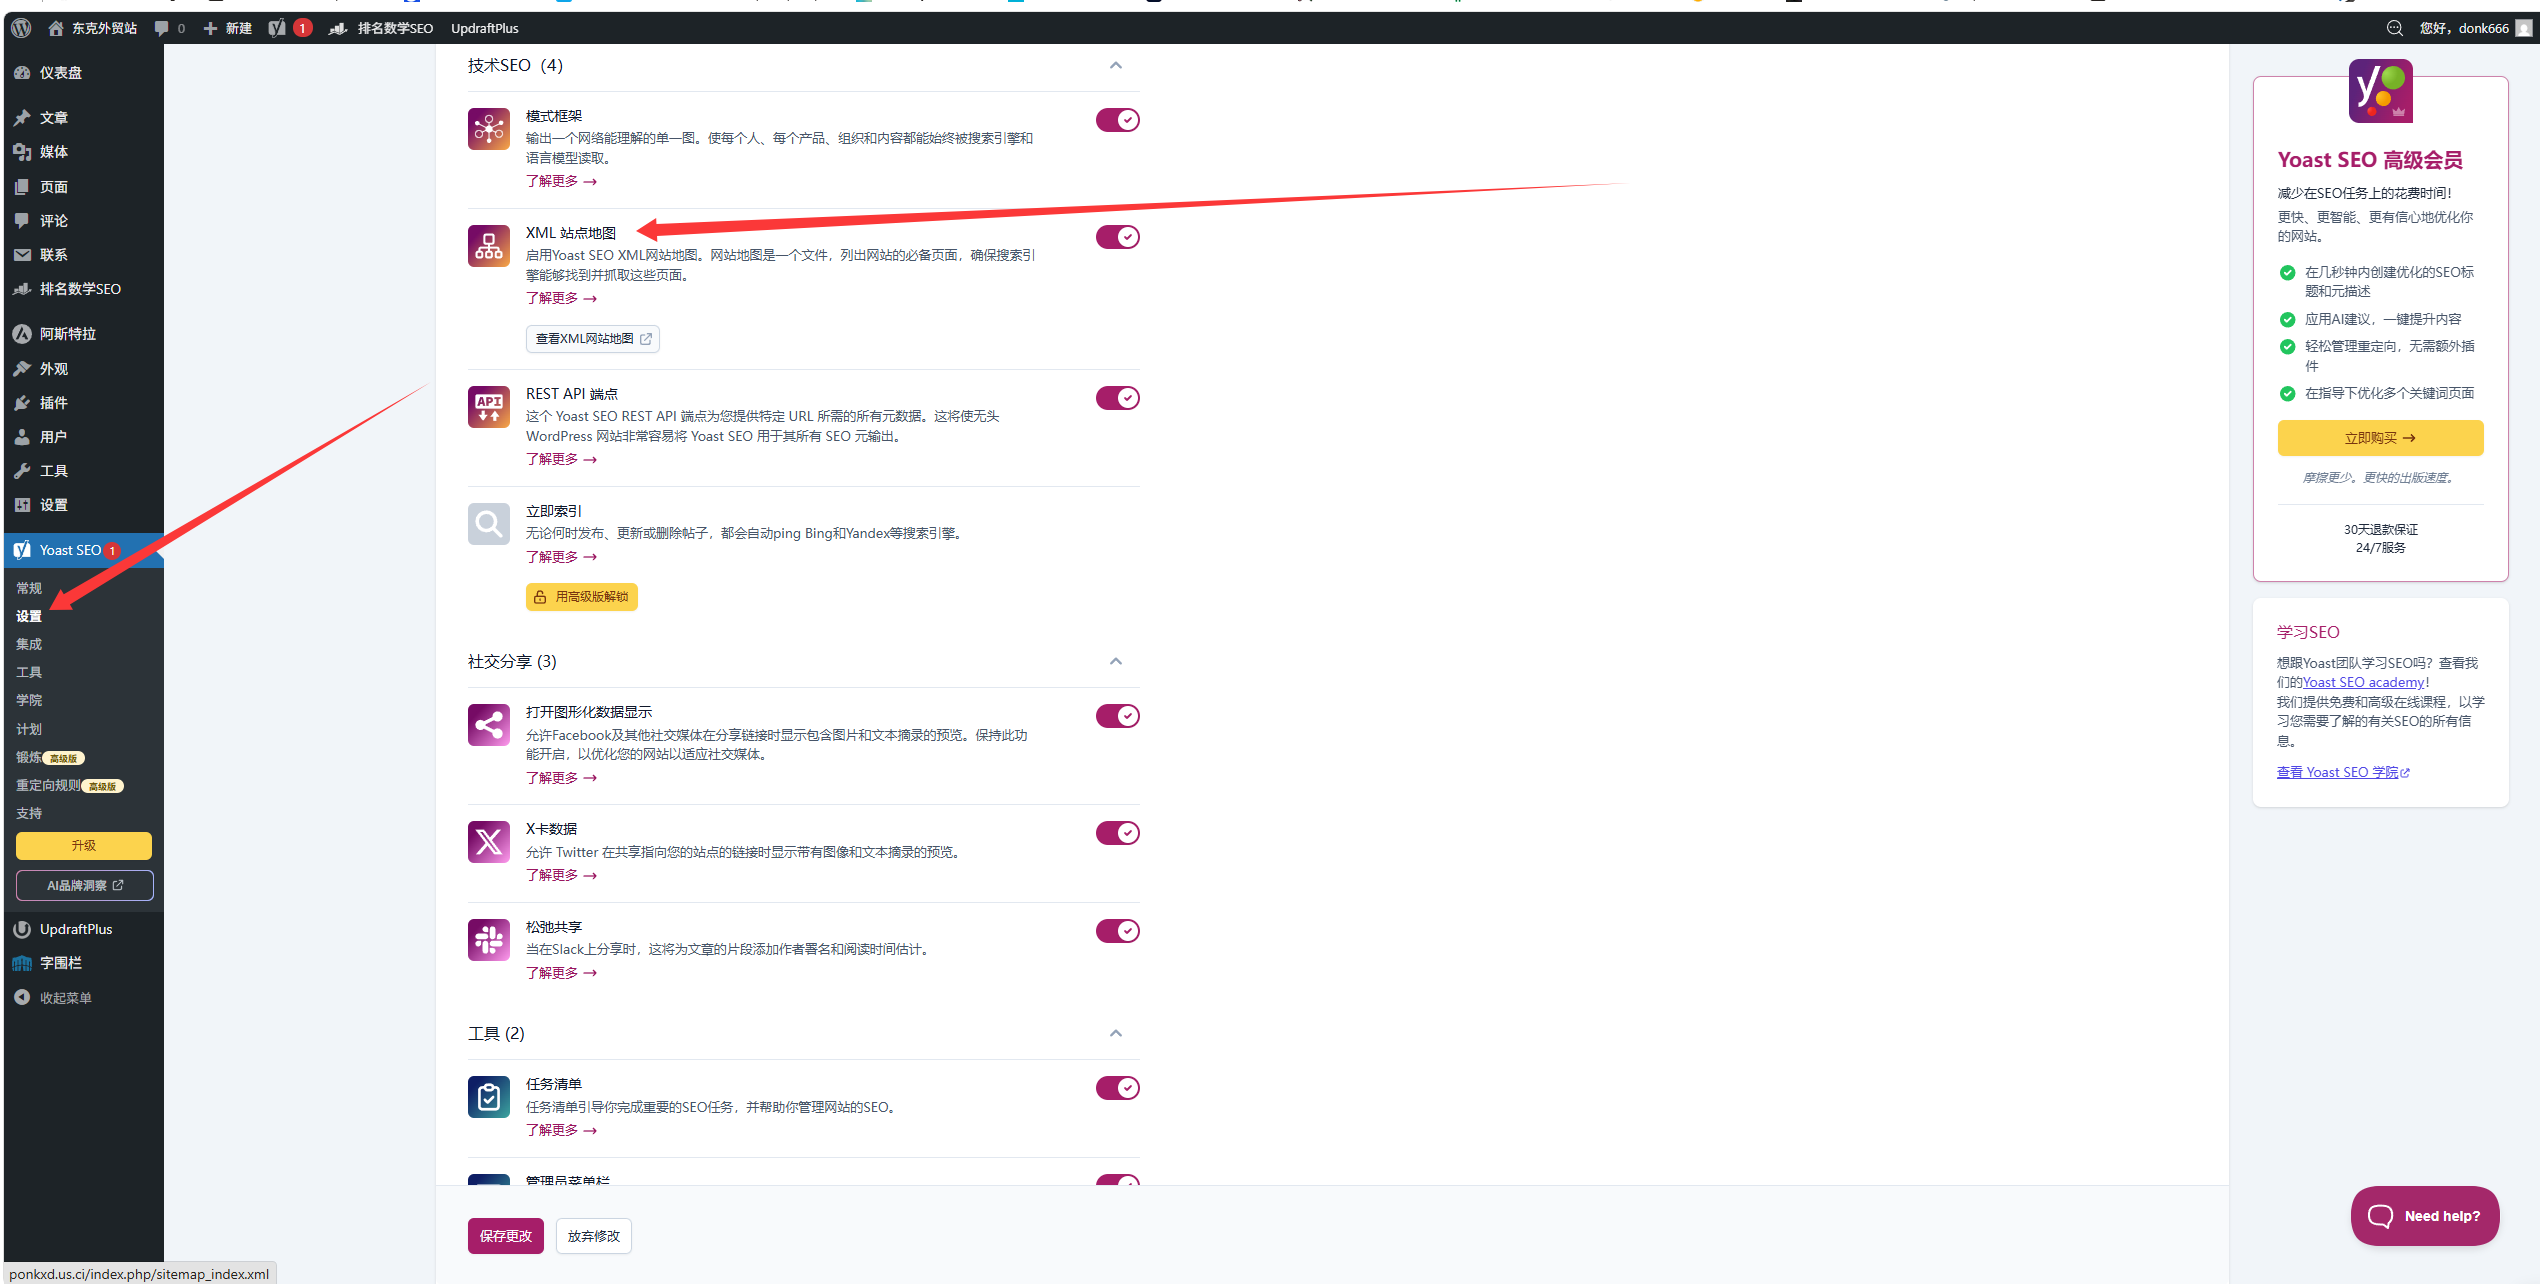 东克外贸站
0
新建
1
排名数学SEO
UpdraftPlus
您好，donk666
仪表盘
文章
媒体
页面
评论
联系
排名数学SEO
阿斯特拉
外观
插件
用户
工具
设置
Yoast SEO 1
常规
设置
集成
工具
学院
计划
锻炼 高级版
重定向规则 高级版
支持
升级
AI品牌洞察
UpdraftPlus
字围栏
收起菜单
ponkxd.us.ci/index.php/sitemap_index.xml
技术SEO（4）
模式框架
输出一个网络能理解的单一图。使每个人、每个产品、组织和内容都能始终被搜索引擎和
语言模型读取。
了解更多 →
XML 站点地图
启用Yoast SEO XML网站地图。网站地图是一个文件，列出网站的必备页面，确保搜索引
擎能够找到并抓取这些页面。
了解更多 →
查看XML网站地图
API
REST API 端点
这个 Yoast SEO REST API 端点为您提供特定 URL 所需的所有元数据。这将使无头
WordPress 网站非常容易将 Yoast SEO 用于其所有 SEO 元输出。
了解更多 →
立即索引
无论何时发布、更新或删除帖子，都会自动ping Bing和Yandex等搜索引擎。
了解更多 →
用高级版解锁
社交分享 (3)
打开图形化数据显示
允许Facebook及其他社交媒体在分享链接时显示包含图片和文本摘录的预览。保持此功
能开启，以优化您的网站以适应社交媒体。
了解更多 →
X卡数据
允许 Twitter 在共享指向您的站点的链接时显示带有图像和文本摘录的预览。
了解更多 →
松弛共享
当在Slack上分享时，这将为文章的片段添加作者署名和阅读时间估计。
了解更多 →
工具 (2)
任务清单
任务清单引导你完成重要的SEO任务，并帮助你管理网站的SEO。
了解更多 →
管理员菜单栏
保存更改
放弃修改
Yoast SEO 高级会员
减少在SEO任务上的花费时间！
更快、更智能、更有信心地优化你
的网站。
在几秒钟内创建优化的SEO标
题和元描述
应用AI建议，一键提升内容
轻松管理重定向，无需额外插
件
在指导下优化多个关键词页面
立即购买 →
摩擦更少。更快的出版速度。
30天退款保证
24/7服务
学习SEO
想跟Yoast团队学习SEO吗？查看我
们的Yoast SEO academy！
我们提供免费和高级在线课程，以学
习您需要了解的有关SEO的所有信
息。
查看 Yoast SEO 学院
Need help?